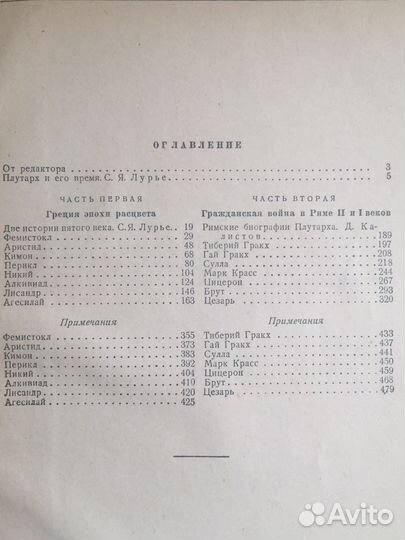 ОГЛАВЛЕНИЕ
От редактора . . . . . . . . . . . . . . . . . . . . 3
Плутарх и его время. С. Я. Лурье. . . . . . . . . . . . . 5
ЧАСТЬ ПЕРВАЯ
Греция эпохи расцвета
Две истории пятого века. С. Я. Лурье. . 19
Фемистокл . . . . . . . . . . 29
Аристид . . . . . . . . . . 48
Кимон . . . . . . . . . . 68
Перикл . . . . . . . . . . 80
Никий . . . . . . . . . . 104
Алкивиад . . . . . . . . . . 124
Лисандр . . . . . . . . . . 146
Агесилай . . . . . . . . . . 163
Примечания
Фемистокл . . . . . . . . . . 355
Аристид . . . . . . . . . . 373
Кимон . . . . . . . . . . 383
Перикл . . . . . . . . . . 392
Никий . . . . . . . . . . 404
Алкивиад . . . . . . . . . . 410
Лисандр . . . . . . . . . . 420
Агесилай . . . . . . . . . . 425
ЧАСТЬ ВТОРАЯ
Гражданская война в Риме II и I веков
Римские биографии Плутарха. Д. Ка-
листов. . . . . . . . . . 189
Тиберий Гракх . . . . . . . . . . 197
Гай Гракх . . . . . . . . . . 208
Сулла . . . . . . . . . . 218
Марк Красс . . . . . . . . . . 244
Цицерон . . . . . . . . . . 267
Брут . . . . . . . . . . 293
Цезарь . . . . . . . . . . 320
Примечания
Тиберий Гракх . . . . . . . . . . 433
Гай Гракх . . . . . . . . . . 437
Сулла . . . . . . . . . . 441
Марк Красс . . . . . . . . . . 450
Цицерон . . . . . . . . . . 459
Брут . . . . . . . . . . 468
Цезарь . . . . . . . . . . 479
Avito